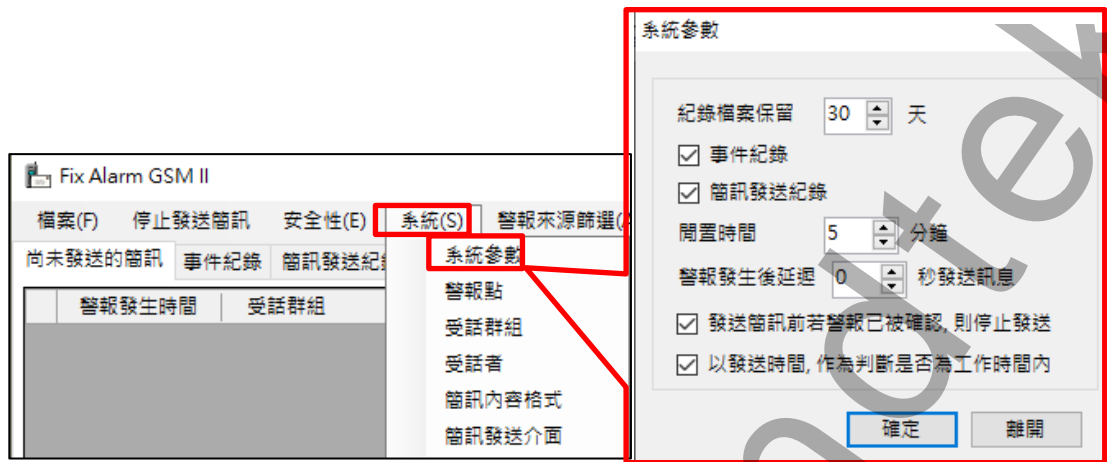 Fix Alarm GSM II
檔案(F) 停止發送簡訊 安全性(E) 系統(S) 警報來源篩選(
尚未發送的簡訊 事件紀錄 簡訊發送紀
警報發生時間 受話群組
系統參數
警報點
受話群組
受話者
簡訊內容格式
簡訊發送介面
系統參數
紀錄檔案保留 30 天
事件紀錄
簡訊發送紀錄
閒置時間 5 分鐘
警報發生後延遲 0 秒發送訊息
發送簡訊前若警報已被確認, 則停止發送
以發送時間, 作為判斷是否為工作時間內
確定 離開